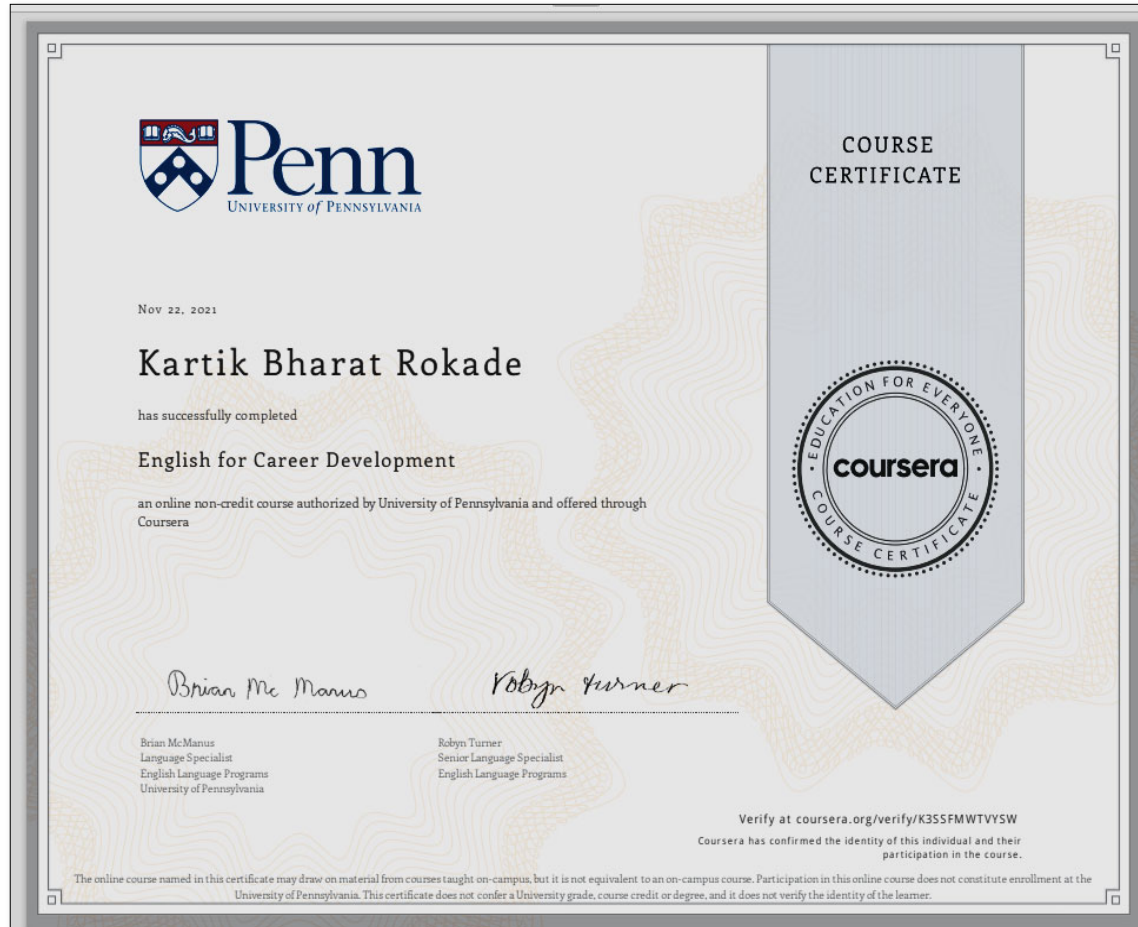 Penn
UNIVERSITY of PENNSYLVANIA
COURSE
CERTIFICATE
Nov 22, 2021
Kartik Bharat Rokade
has successfully completed
English for Career Development
an online non-credit course authorized by University of Pennsylvania and offered through
Coursera
EDUCATION FOR EVERYONE
coursera
COURSE CERTIFICATE
Brian Mc Manus
Robyn turner
Brian McManus
Language Specialist
English Language Programs
University of Pennsylvania
Robyn Turner
Senior Language Specialist
English Language Programs
Verify at coursera.org/verify/K3SSFMWTVYSW
Coursera has confirmed the identity of this individual and their
participation in the course.
The online course named in this certificate may draw on material from courses taught on-campus, but it is not equivalent to an on-campus course. Participation in this online course does not constitute enrollment at the
University of Pennsylvania. This certificate does not confer a University grade, course credit or degree, and it does not verify the identity of the learner.